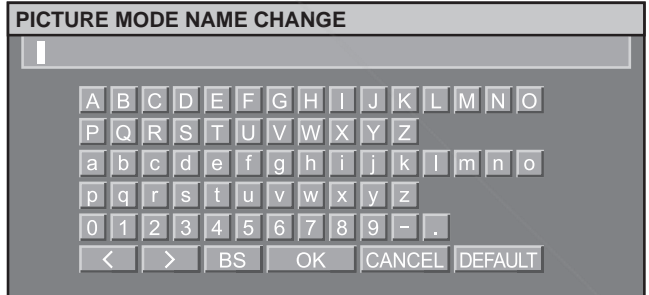 PICTURE MODE NAME CHANGE
A B C D E F G H I J K L M N O
P Q R S T U V W X Y Z
a b c d e f g h i j k l m n o
p q r s t u v w x y z
0 1 2 3 4 5 6 7 8 9 - .
< > BS OK CANCEL DEFAULT